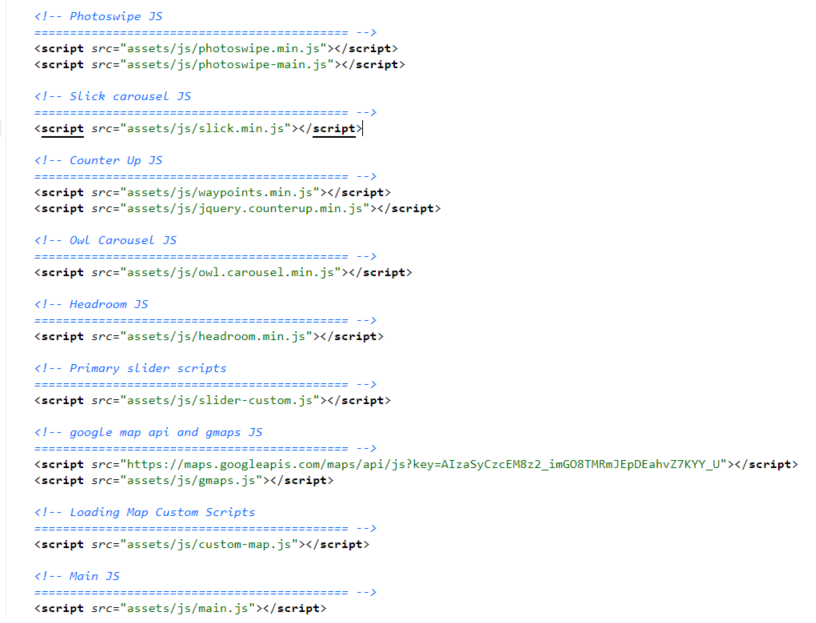 <!-- Photoswipe JS
============================================ -->
<script src="assets/js/photoswipe.min.js"></script>
<script src="assets/js/photoswipe-main.js"></script>
<!-- Slick carousel JS
============================================ -->
<script src="assets/js/slick.min.js"></script>
<!-- Counter Up JS
============================================ -->
<script src="assets/js/waypoints.min.js"></script>
<script src="assets/js/jquery.counterup.min.js"></script>
<!-- Owl Carousel JS
============================================ -->
<script src="assets/js/owl.carousel.min.js"></script>
<!-- Headroom JS
============================================ -->
<script src="assets/js/headroom.min.js"></script>
<!-- Primary slider scripts
============================================ -->
<script src="assets/js/slider-custom.js"></script>
<!-- google map api and gmaps JS
============================================ -->
<script src="https://maps.googleapis.com/maps/api/js?key=AIzaSyCzcEM8z2_imGO8TMRmJEpDEahvZ7KYY_U"></script>
<script src="assets/js/gmaps.js"></script>
<!-- Loading Map Custom Scripts
============================================ -->
<script src="assets/js/custom-map.js"></script>
<!-- Main JS
============================================ -->
<script src="assets/js/main.js"></script>